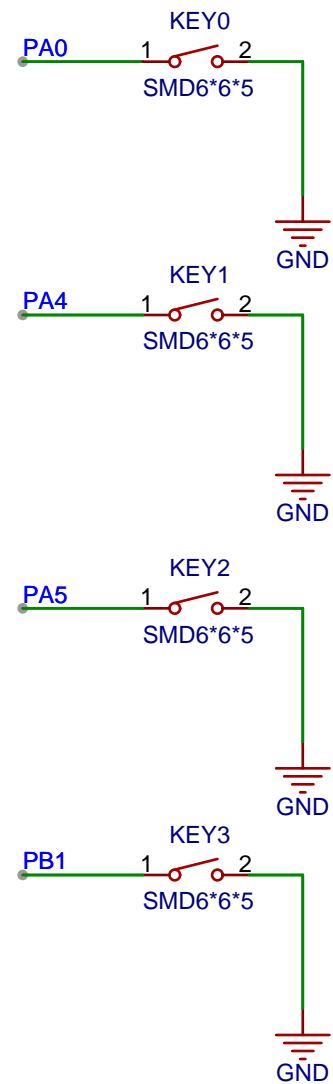 KEY0
PA0 1 2
SMD6*6*5
GND
KEY1
PA4 1 2
SMD6*6*5
GND
KEY2
PA5 1 2
SMD6*6*5
GND
KEY3
PB1 1 2
SMD6*6*5
GND